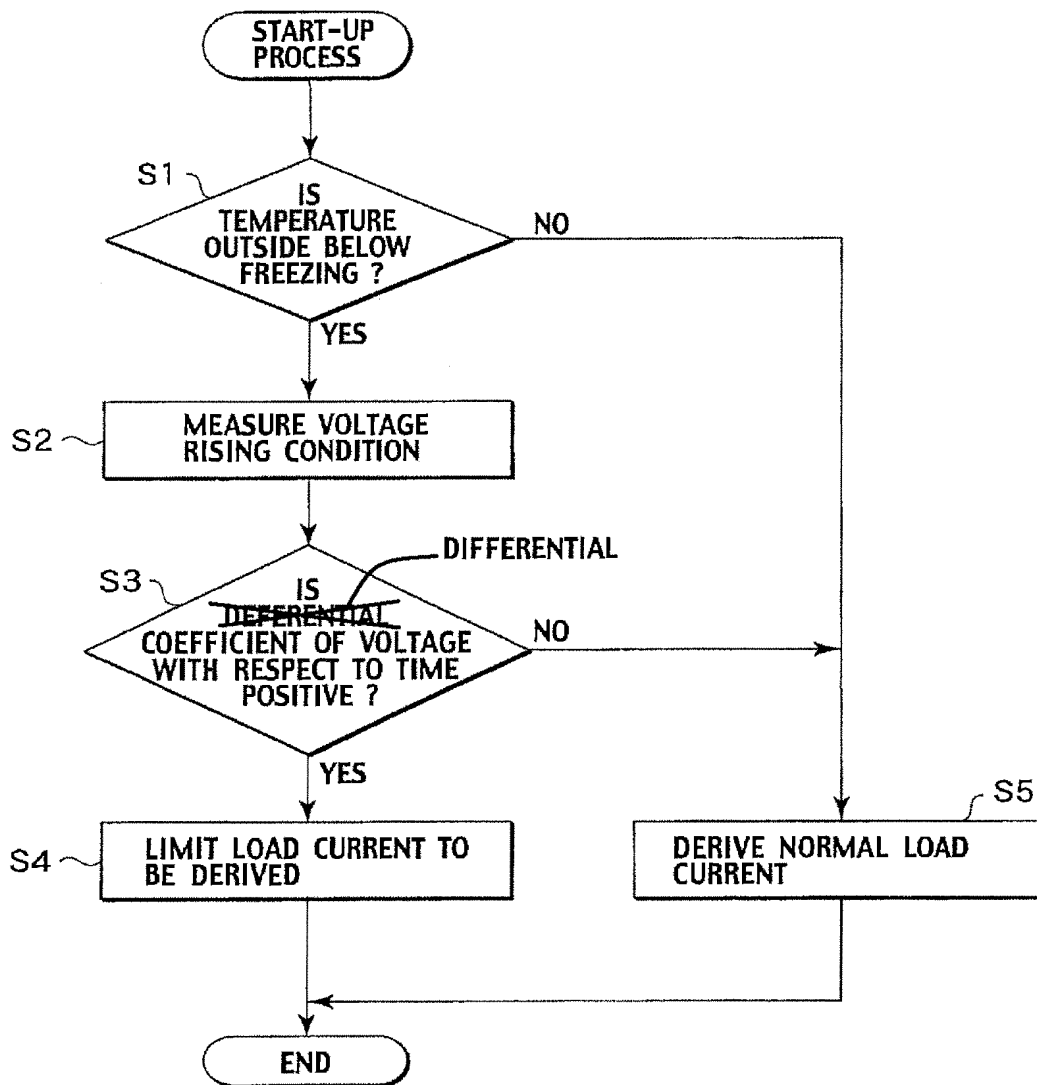 START-UP
PROCESS
S1
IS
TEMPERATURE
OUTSIDE BELOW
FREEZING ?
NO
YES
S2
MEASURE VOLTAGE
RISING CONDITION
DIFFERENTIAL
S3
IS
DEFERENTIAL
COEFFICIENT OF VOLTAGE
WITH RESPECT TO TIME
POSITIVE ?
NO
YES
S4
LIMIT LOAD CURRENT TO
BE DERIVED
S5
DERIVE NORMAL LOAD
CURRENT
END